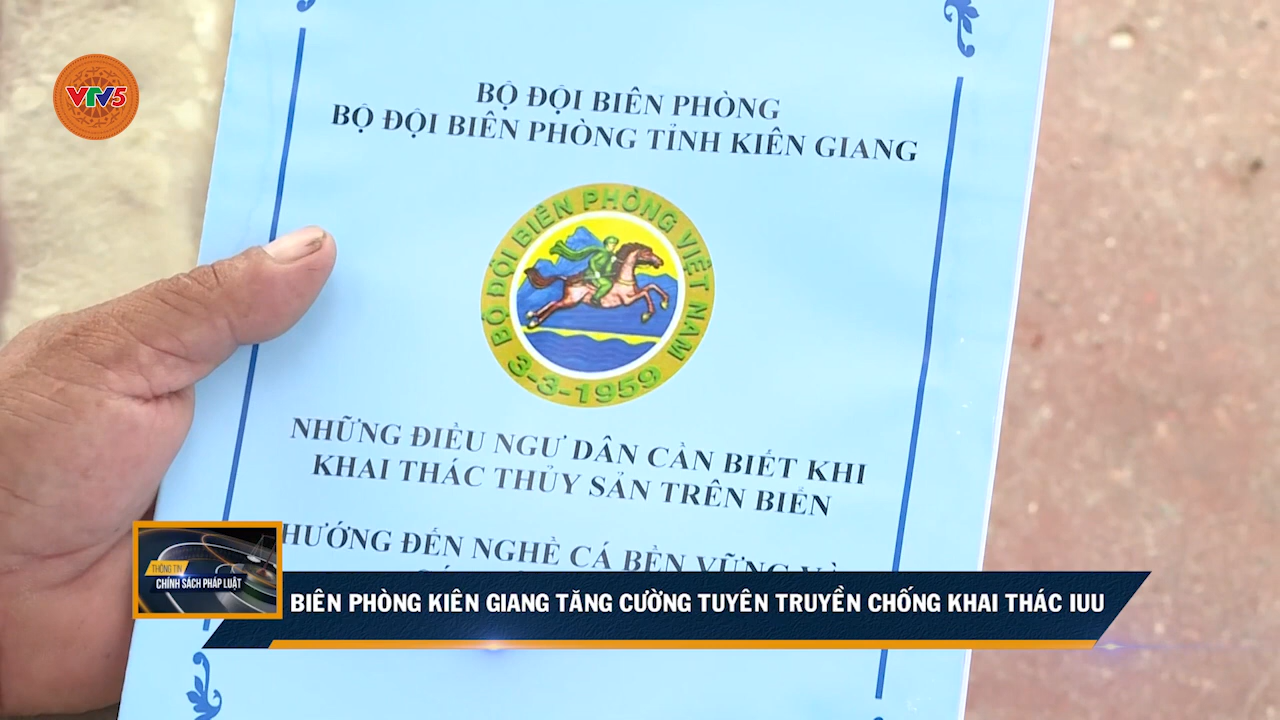 VTV5
BỘ ĐỘI BIÊN PHÒNG
BỘ ĐỘI BIÊN PHÒNG TỈNH KIÊN GIANG
BỘ ĐỘI BIÊN PHÒNG VIỆT NAM
3-3-1959
NHỮNG ĐIỀU NGƯ DÂN CẦN BIẾT KHI
KHAI THÁC THỦY SẢN TRÊN BIỂN
HƯỚNG ĐẾN NGHỀ CÁ BỀN VỮNG VÀ
THÔNG TIN
CHÍNH SÁCH PHÁP LUẬT
BIÊN PHÒNG KIÊN GIANG TĂNG CƯỜNG TUYÊN TRUYỀN CHỐNG KHAI THÁC IUU